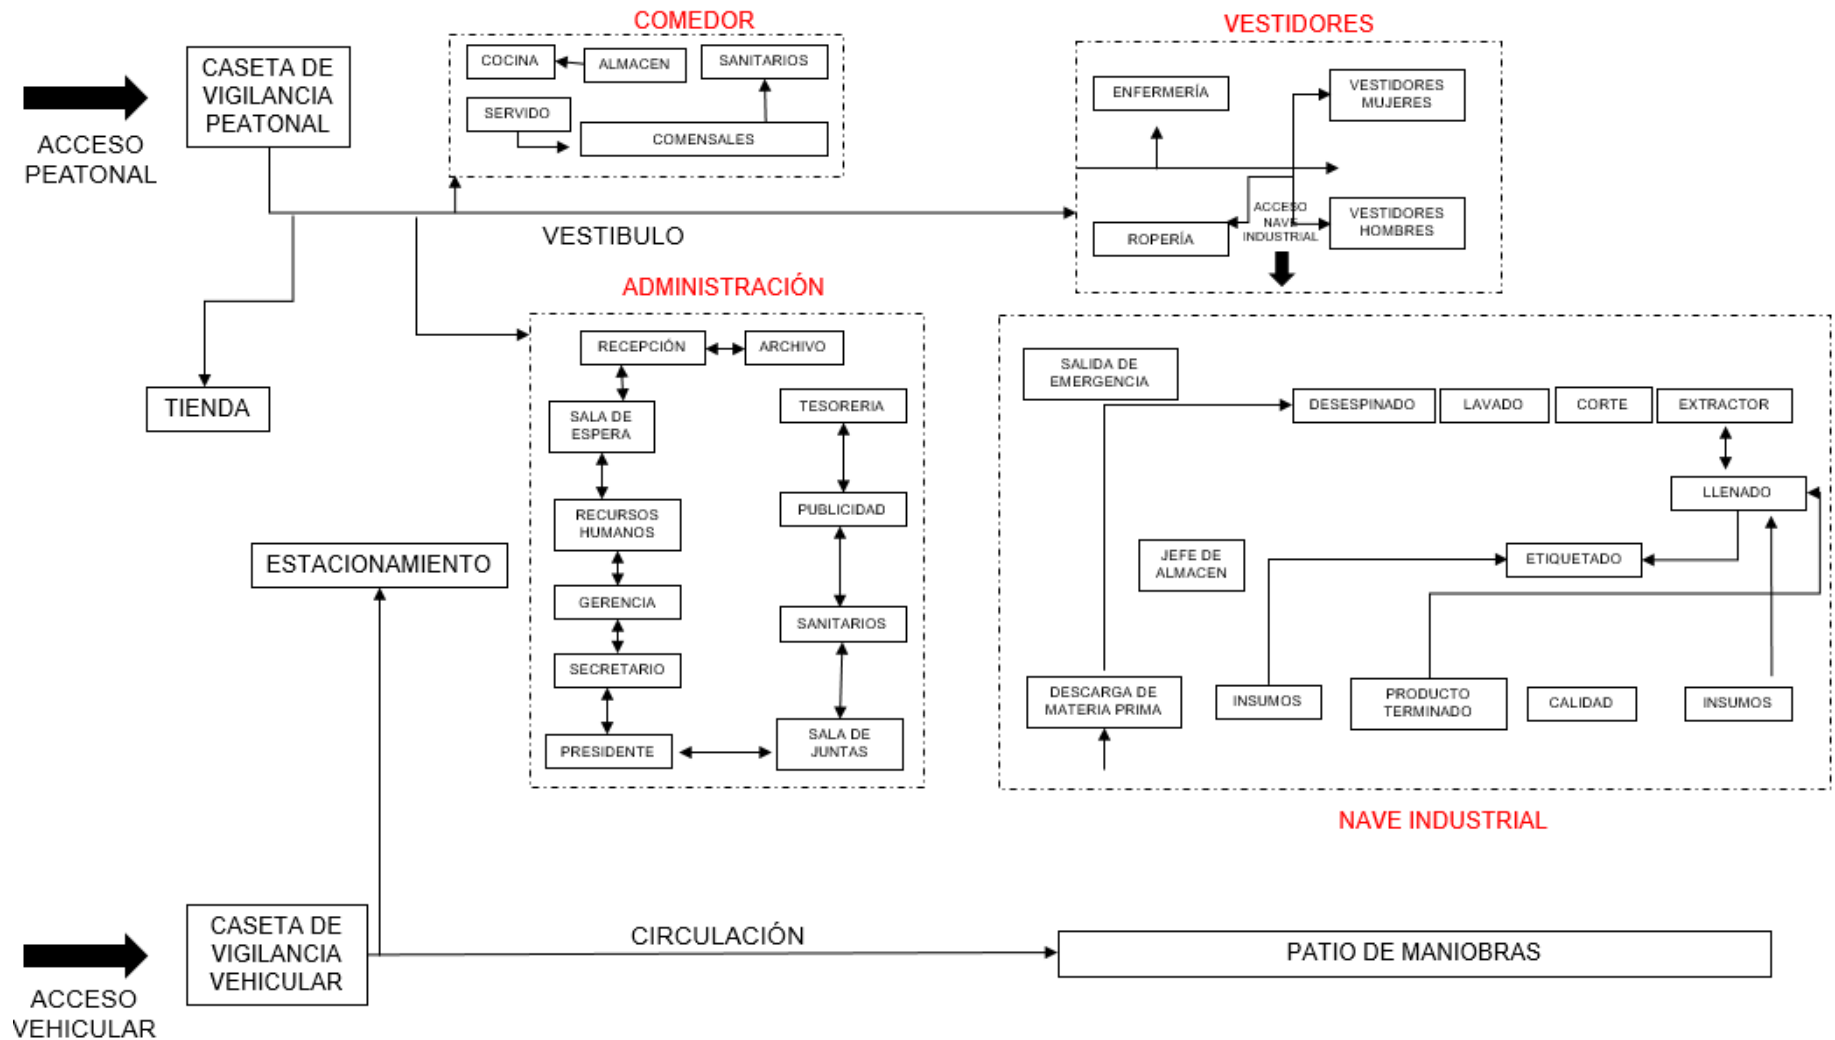 COMEDOR
VESTIDORES
CASETA DE
VIGILANCIA
PEATONAL
ACCESO
PEATONAL
COCINA
ALMACEN
SANITARIOS
SERVIDO
COMENSALES
ENFERMERÍA
VESTIDORES
MUJERES
ROPERÍA
ACCESO
NAVE
INDUSTRIAL
VESTIDORES
HOMBRES
VESTIBULO
TIENDA
ADMINISTRACIÓN
RECEPCIÓN
ARCHIVO
SALA DE
ESPERA
TESORERIA
RECURSOS
HUMANOS
PUBLICIDAD
GERENCIA
SANITARIOS
SECRETARIO
PRESIDENTE
SALA DE
JUNTAS
SALIDA DE
EMERGENCIA
DESESPINADO
LAVADO
CORTE
EXTRACTOR
LLENADO
JEFE DE
ALMACEN
ETIQUETADO
DESCARGA DE
MATERIA PRIMA
INSUMOS
PRODUCTO
TERMINADO
CALIDAD
INSUMOS
NAVE INDUSTRIAL
ESTACIONAMIENTO
CASETA DE
VIGILANCIA
VEHICULAR
ACCESO
VEHICULAR
CIRCULACIÓN
PATIO DE MANIOBRAS